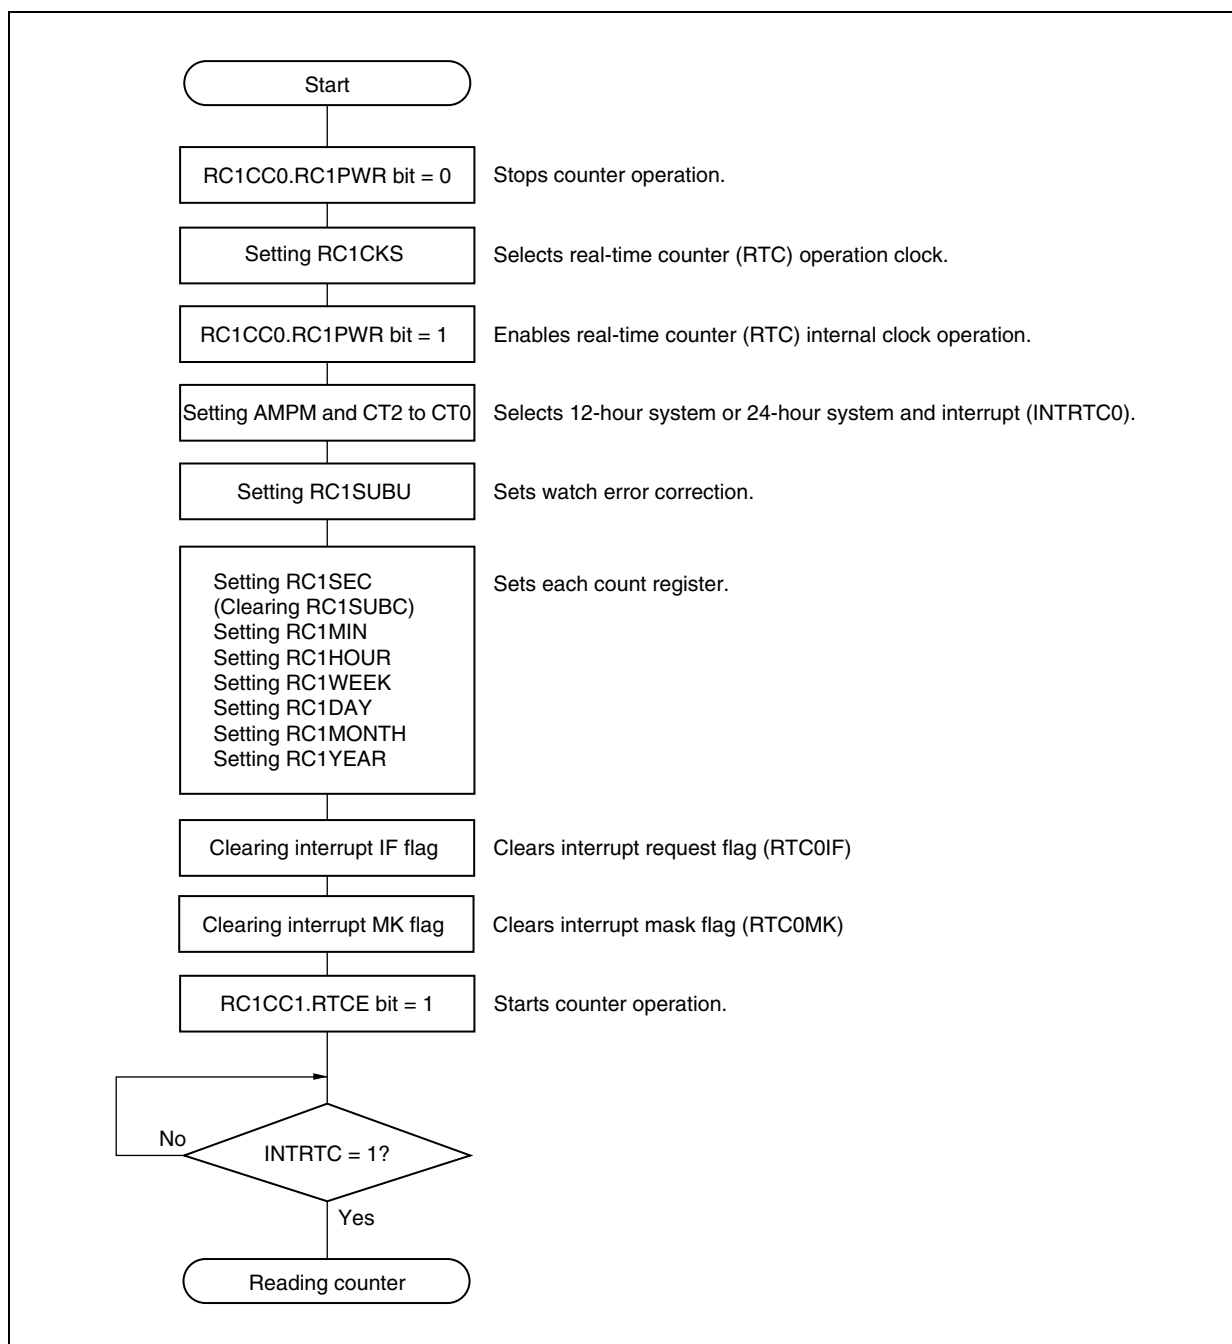 Start
RC1CC0.RC1PWR bit = 0
Stops counter operation.
Setting RC1CKS
Selects real-time counter (RTC) operation clock.
RC1CC0.RC1PWR bit = 1
Enables real-time counter (RTC) internal clock operation.
Setting AMPM and CT2 to CT0
Selects 12-hour system or 24-hour system and interrupt (INTRTC0).
Setting RC1SUBU
Sets watch error correction.
Setting RC1SEC
Sets each count register.
(Clearing RC1SUBC)
Setting RC1MIN
Setting RC1HOUR
Setting RC1WEEK
Setting RC1DAY
Setting RC1MONTH
Setting RC1YEAR
Clearing interrupt IF flag
Clears interrupt request flag (RTC0IF)
Clearing interrupt MK flag
Clears interrupt mask flag (RTC0MK)
RC1CC1.RTCE bit = 1
Starts counter operation.
No
INTRTC = 1?
Yes
Reading counter